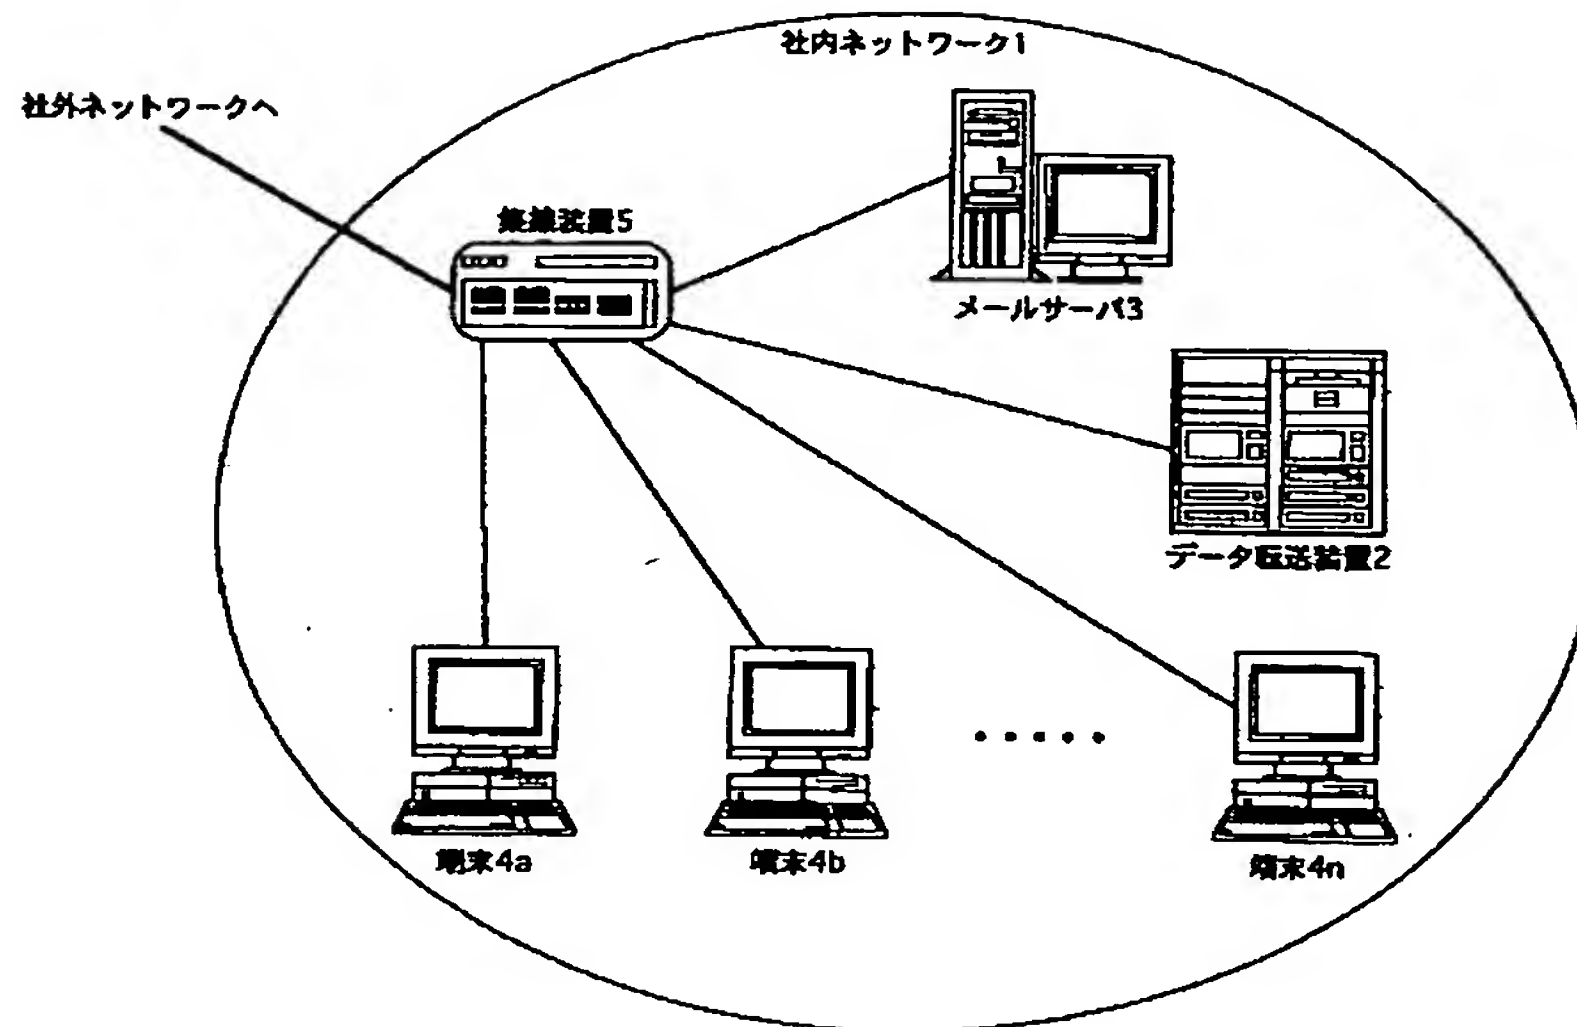 社内ネットワーク1
社外ネットワークへ
集線装置5
メールサーバ3
データ転送装置2
端末4a
端末4b
端末4n